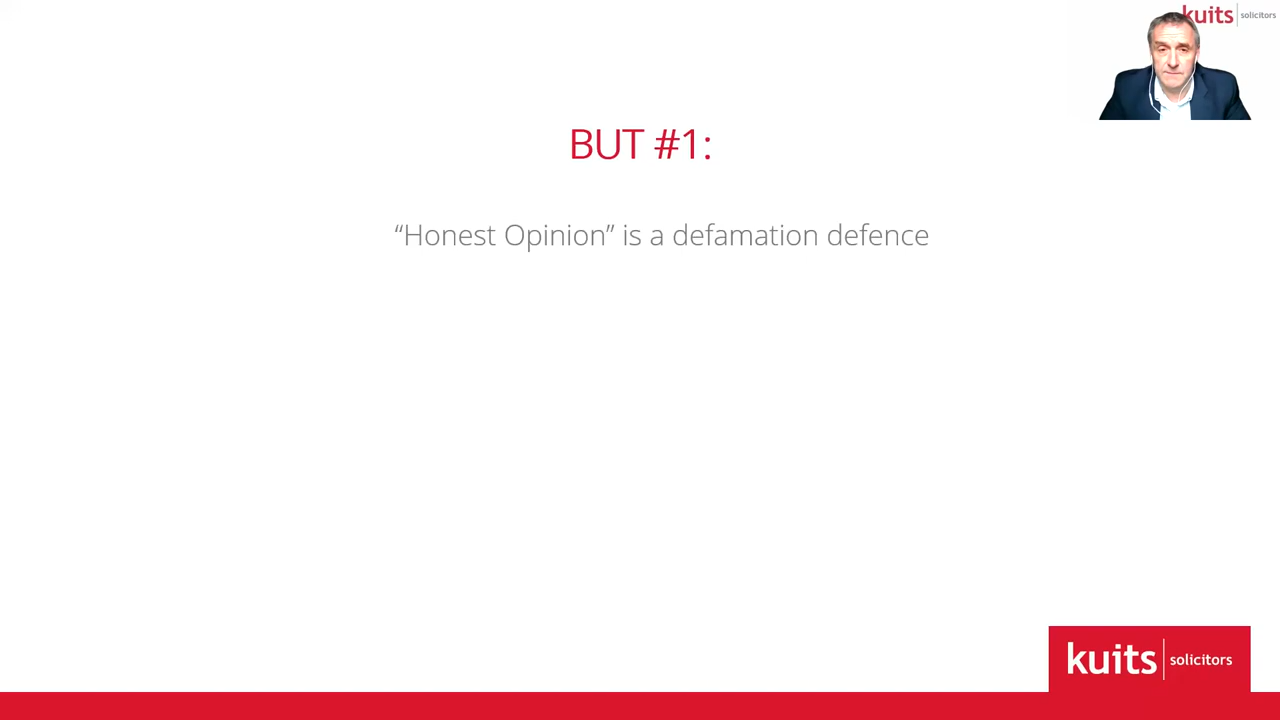 kuits solicitors
BUT #1:
“Honest Opinion” is a defamation defence
kuits solicitors